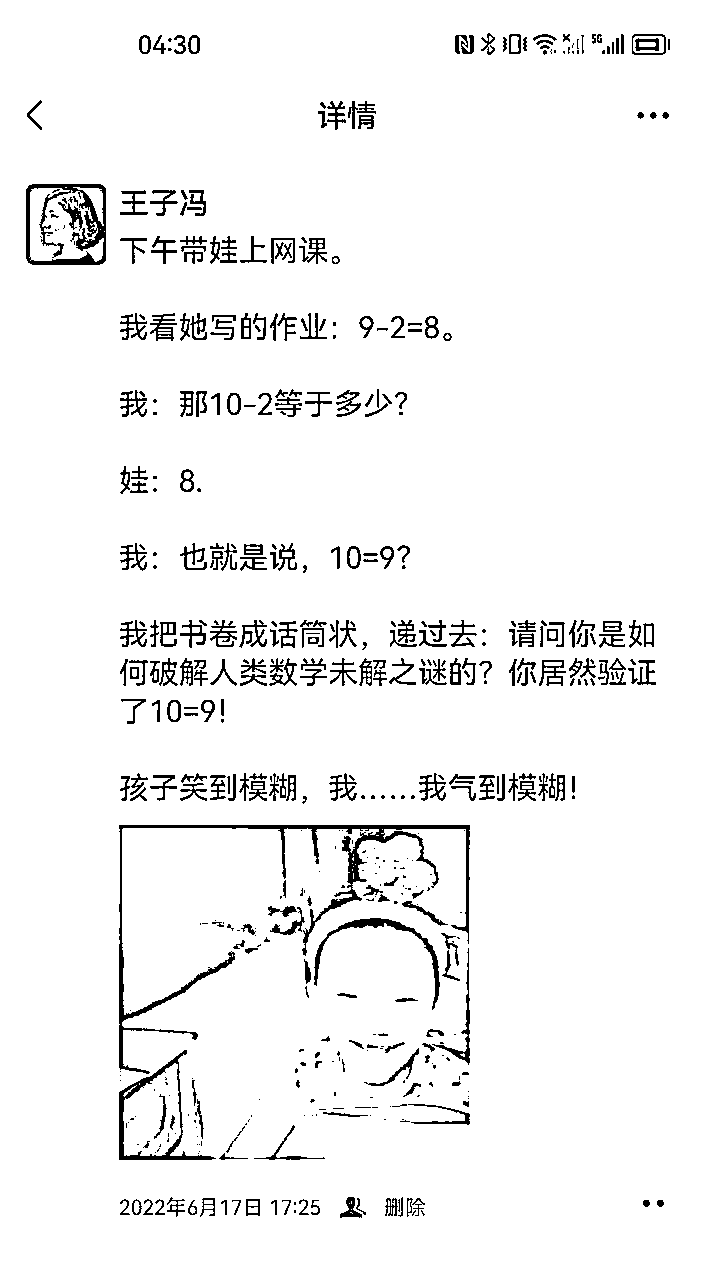 04:30
5G
详情
王子冯
下午带娃上网课。
我看她写的作业：9-2=8。
我：那10-2等于多少？
娃：8.
我：也就是说，10=9？
我把书卷成话筒状，递过去：请问你是如
何破解人类数学未解之谜的？你居然验证
了10=9！
孩子笑到模糊，我……我气到模糊！
2022年6月17日 17:25 删除